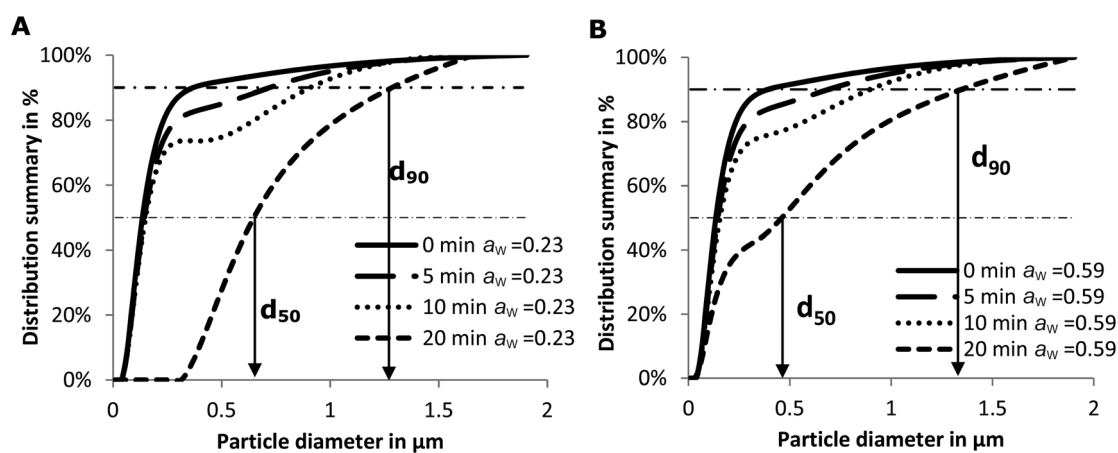 A
Distribution summary in %
100%
80%
60%
40%
20%
0%
d90
d50
0 min aw =0.23
5 min aw =0.23
10 min aw =0.23
20 min aw =0.23
0 0.5 1 1.5 2
Particle diameter in µm
B
Distribution summary in %
100%
80%
60%
40%
20%
0%
d90
d50
0 min aw =0.59
5 min aw =0.59
10 min aw =0.59
20 min aw =0.59
0 0.5 1 1.5 2
Particle diameter in µm